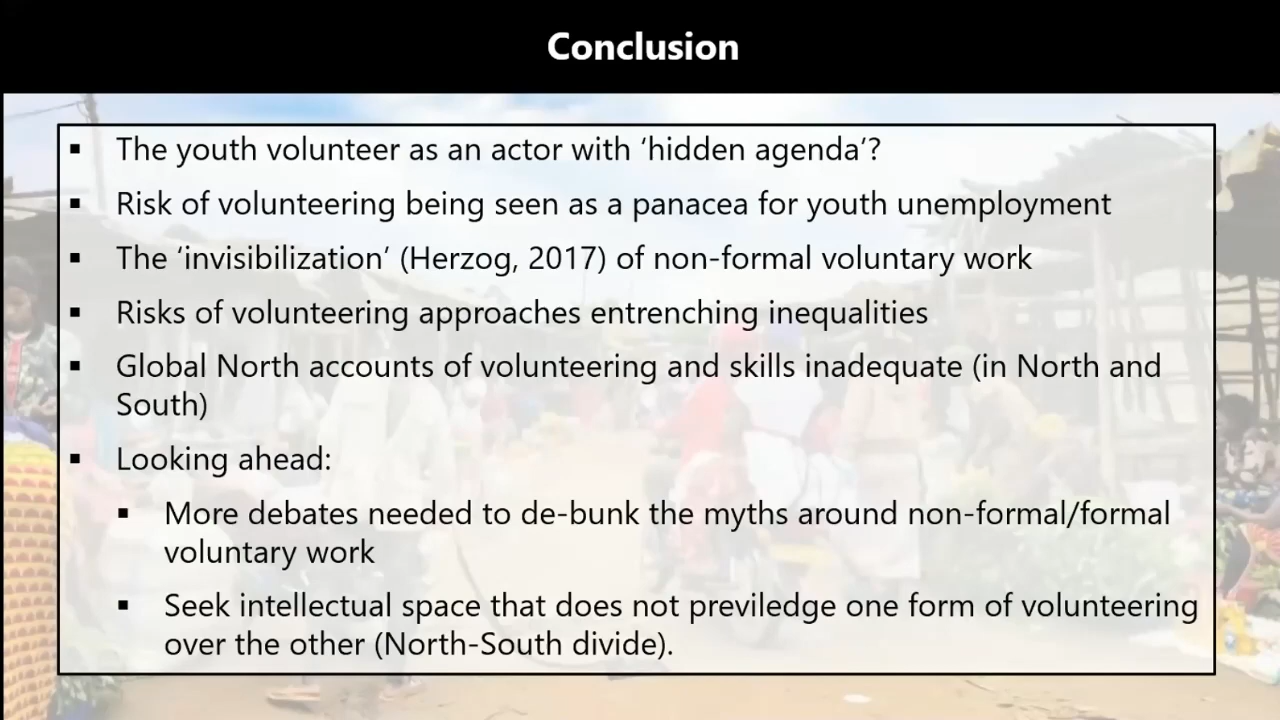 Conclusion
▪ The youth volunteer as an actor with ‘hidden agenda’?
▪ Risk of volunteering being seen as a panacea for youth unemployment
▪ The ‘invisibilization’ (Herzog, 2017) of non-formal voluntary work
▪ Risks of volunteering approaches entrenching inequalities
▪ Global North accounts of volunteering and skills inadequate (in North and
South)
▪ Looking ahead:
▪ More debates needed to de-bunk the myths around non-formal/formal
voluntary work
▪ Seek intellectual space that does not previledge one form of volunteering
over the other (North-South divide).